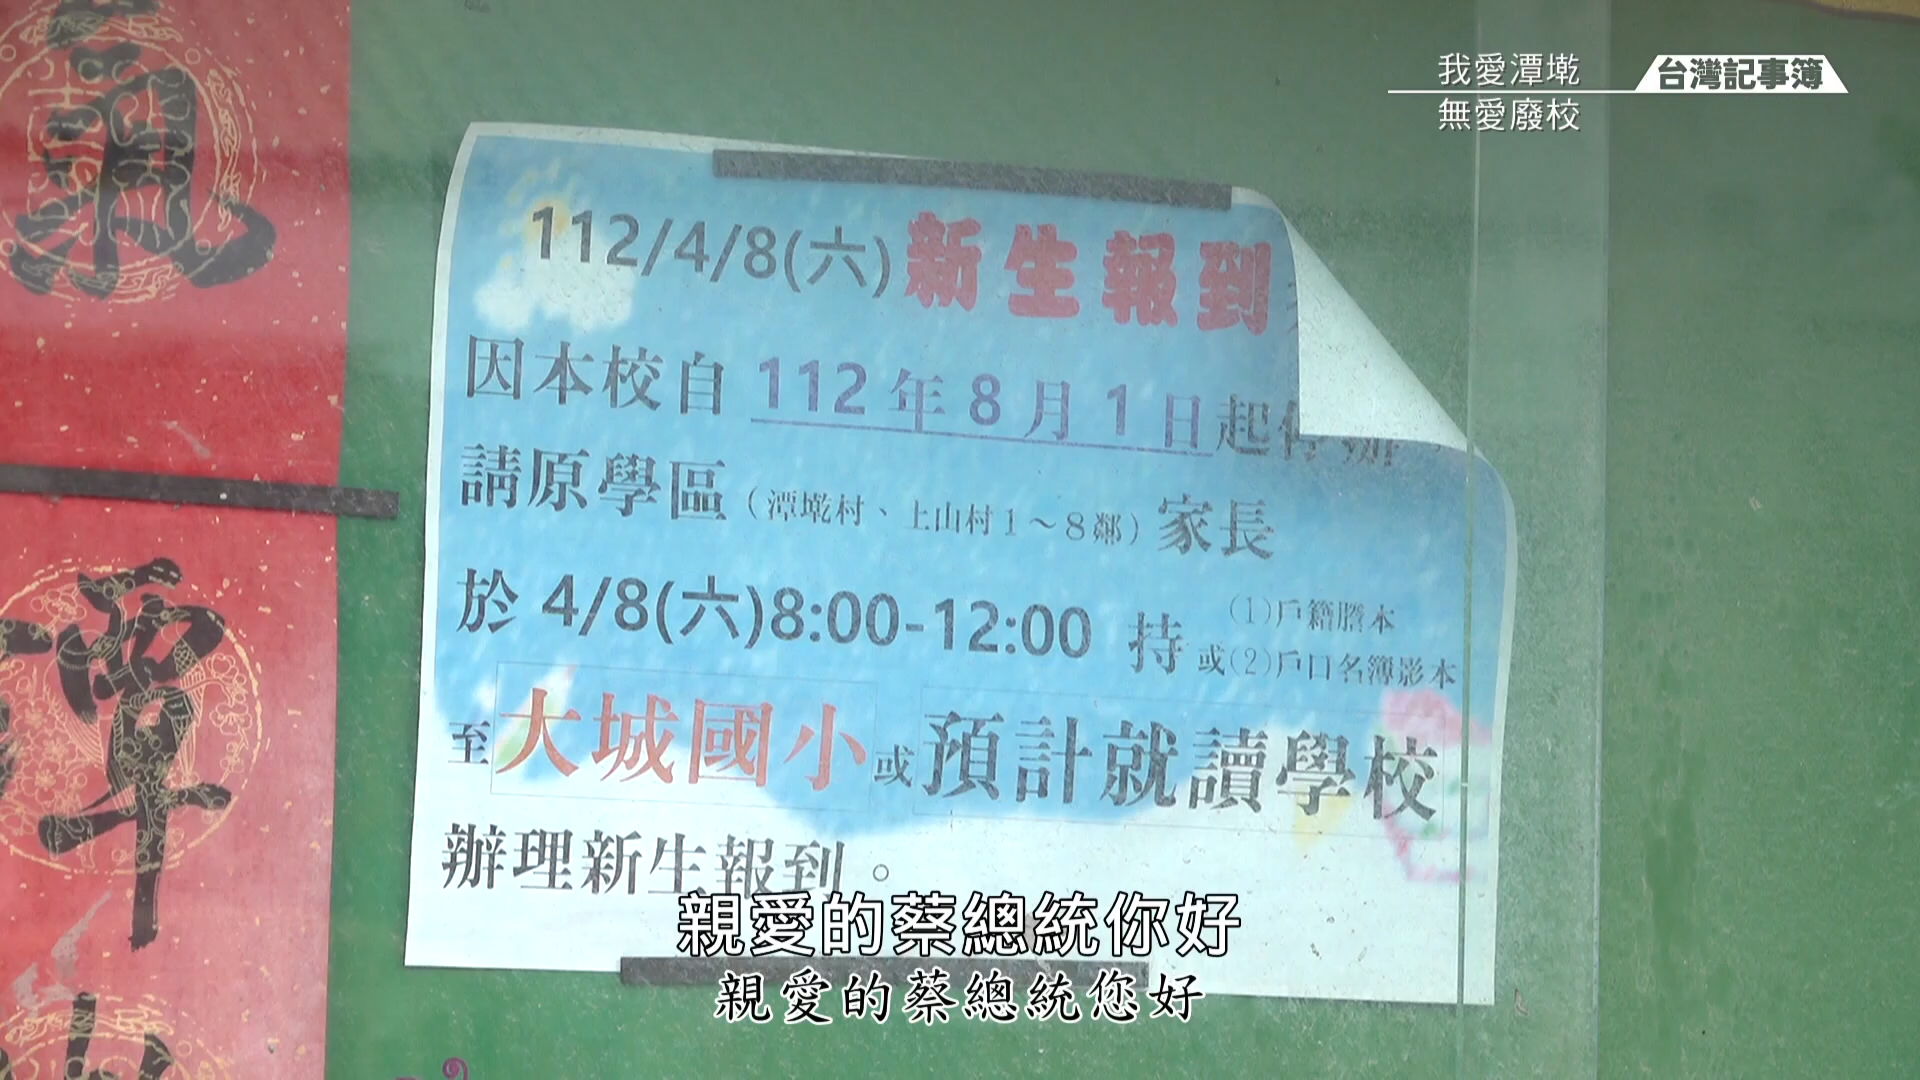 我愛潭墘
無愛廢校
台灣記事簿
氣
禪
112/4/8(六)新生報到
因本校自 112 年 8 月 1 日起停辦，
請原學區(潭墘村、上山村1～8鄰)家長
於 4/8(六)8:00-12:00 持 (1)戶籍謄本
或(2)戶口名簿影本
至大城國小或預計就讀學校
辦理新生報到。
親愛的蔡總統你好
親愛的蔡總統您好